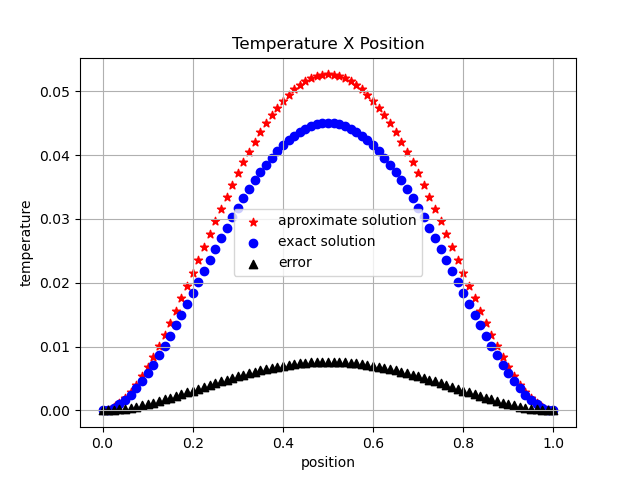 Temperature X Position
temperature
0.05
0.04
0.03
0.02
0.01
0.00
aproximate solution
exact solution
error
0.0 0.2 0.4 0.6 0.8 1.0
position